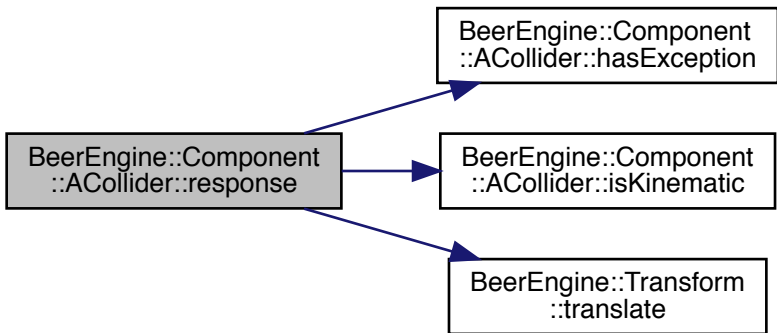 BeerEngine::Component
::ACollider::response
BeerEngine::Component
::ACollider::hasException
BeerEngine::Component
::ACollider::isKinematic
BeerEngine::Transform
::translate